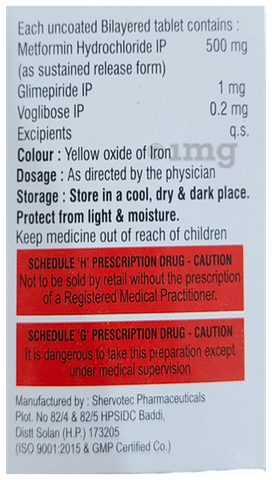 Each uncoated Bilayered tablet contains :
Metformin Hydrochloride IP 500 mg
(as sustained release form)
Glimepiride IP 1 mg
Voglibose IP 0.2 mg
Excipients q.s.
Colour : Yellow oxide of Iron
1mg
Dosage : As directed by the physician
Storage : Store in a cool, dry & dark place.
Protect from light & moisture.
Keep medicine out of reach of children
SCHEDULE 'H' PRESCRIPTION DRUG - CAUTION
Not to be sold by retail without the prescription
of a Registered Medical Practitioner.
SCHEDULE 'G' PRESCRIPTION DRUG - CAUTION
It is dangerous to take this preparation except
under medical supervision
Manufactured by : Shervotec Pharmaceuticals
Plot. No 82/4 & 82/5 HPSIDC Baddi,
Distt Solan (H.P.) 173205
(ISO 9001:2015 & GMP Certified Co.)